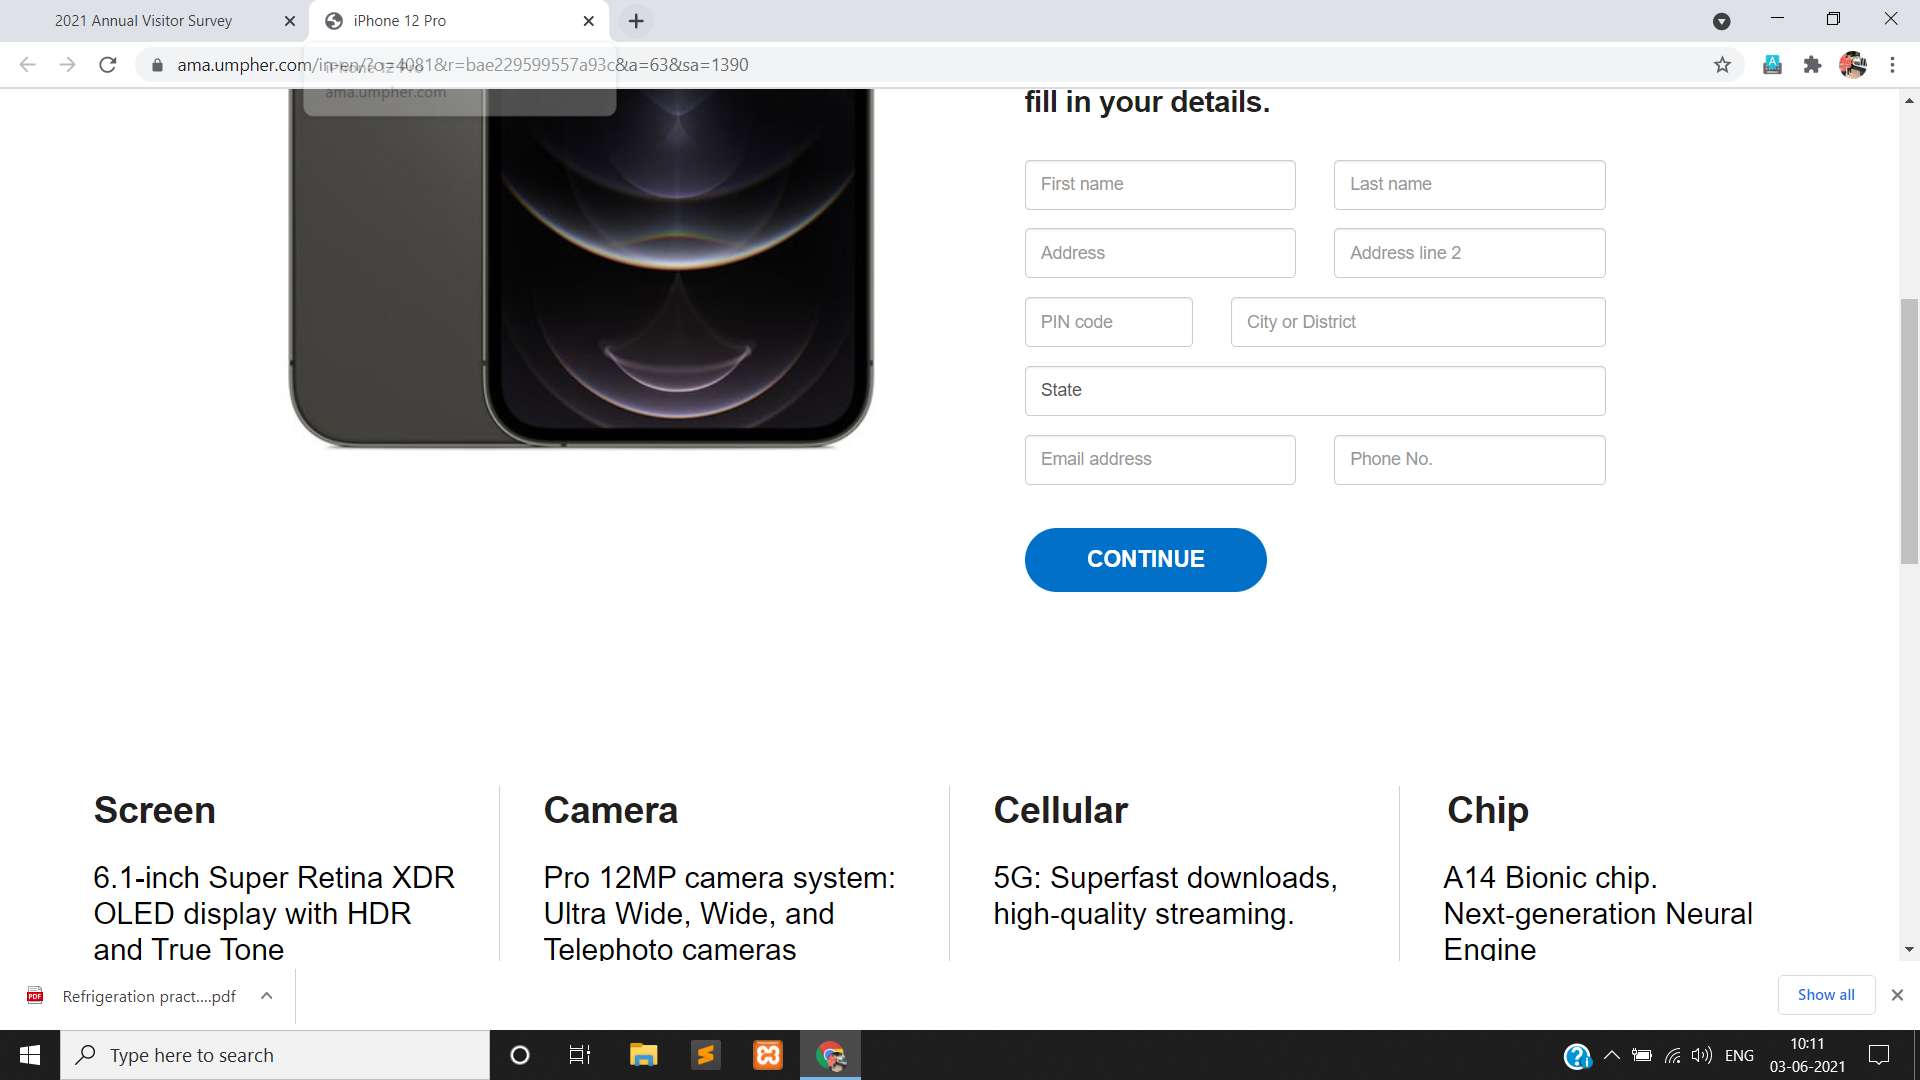 2021 Annual Visitor Survey
iPhone 12 Pro
ama.umpher.com/in-en/?o=4081&r=bae229599557a93c&a=63&sa=1390
iPhone 12 Pro
ama.umpher.com
fill in your details.
First name
Last name
Address
Address line 2
PIN code
City or District
State
Email address
Phone No.
CONTINUE
Screen
6.1-inch Super Retina XDR
OLED display with HDR
and True Tone
Camera
Pro 12MP camera system:
Ultra Wide, Wide, and
Telephoto cameras
Cellular
5G: Superfast downloads,
high-quality streaming.
Chip
A14 Bionic chip.
Next-generation Neural
Engine
PDF
Refrigeration pract....pdf
Show all
Type here to search
ENG
10:11
03-06-2021